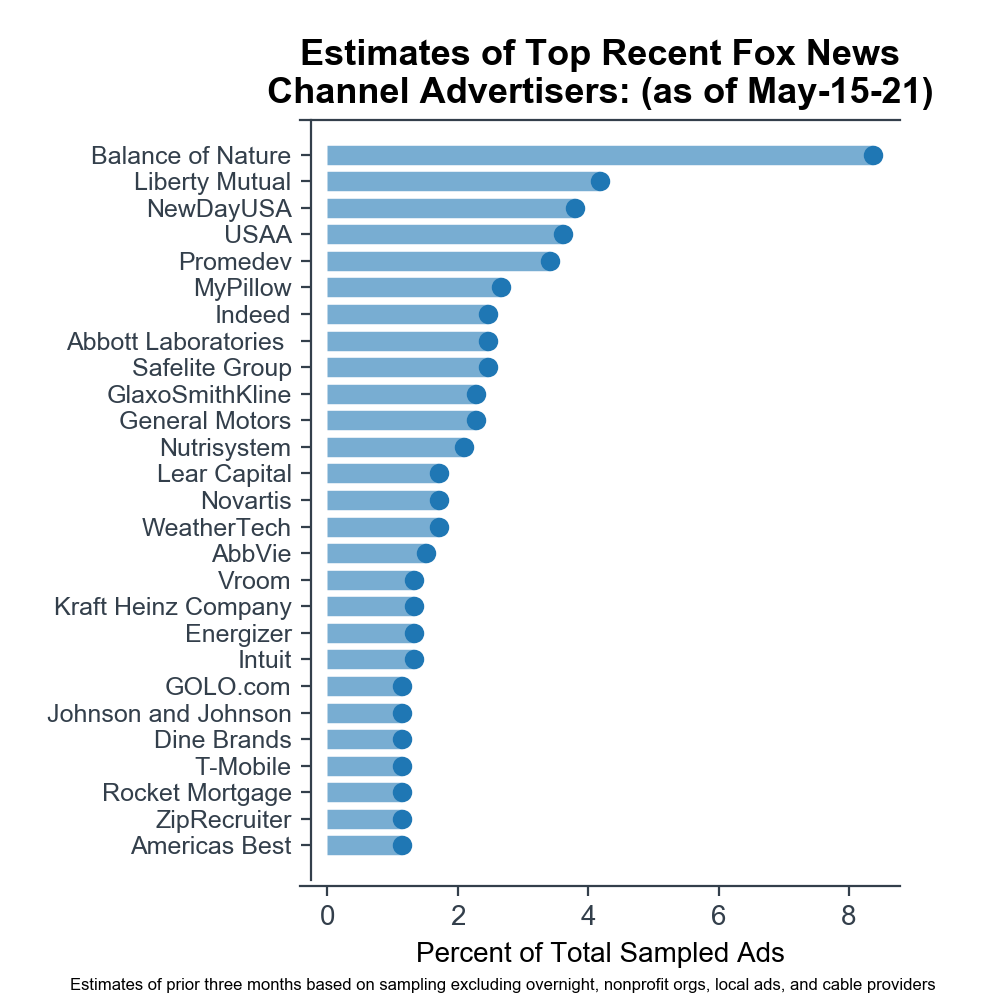 Estimates of Top Recent Fox News
Channel Advertisers: (as of May-15-21)
Balance of Nature
Liberty Mutual
NewDayUSA
USAA
Promedev
MyPillow
Indeed
Abbott Laboratories
Safelite Group
GlaxoSmithKline
General Motors
Nutrisystem
Lear Capital
Novartis
WeatherTech
AbbVie
Vroom
Kraft Heinz Company
Energizer
Intuit
GOLO.com
Johnson and Johnson
Dine Brands
T-Mobile
Rocket Mortgage
ZipRecruiter
Americas Best
0 2 4 6 8
Percent of Total Sampled Ads
Estimates of prior three months based on sampling excluding overnight, nonprofit orgs, local ads, and cable providers